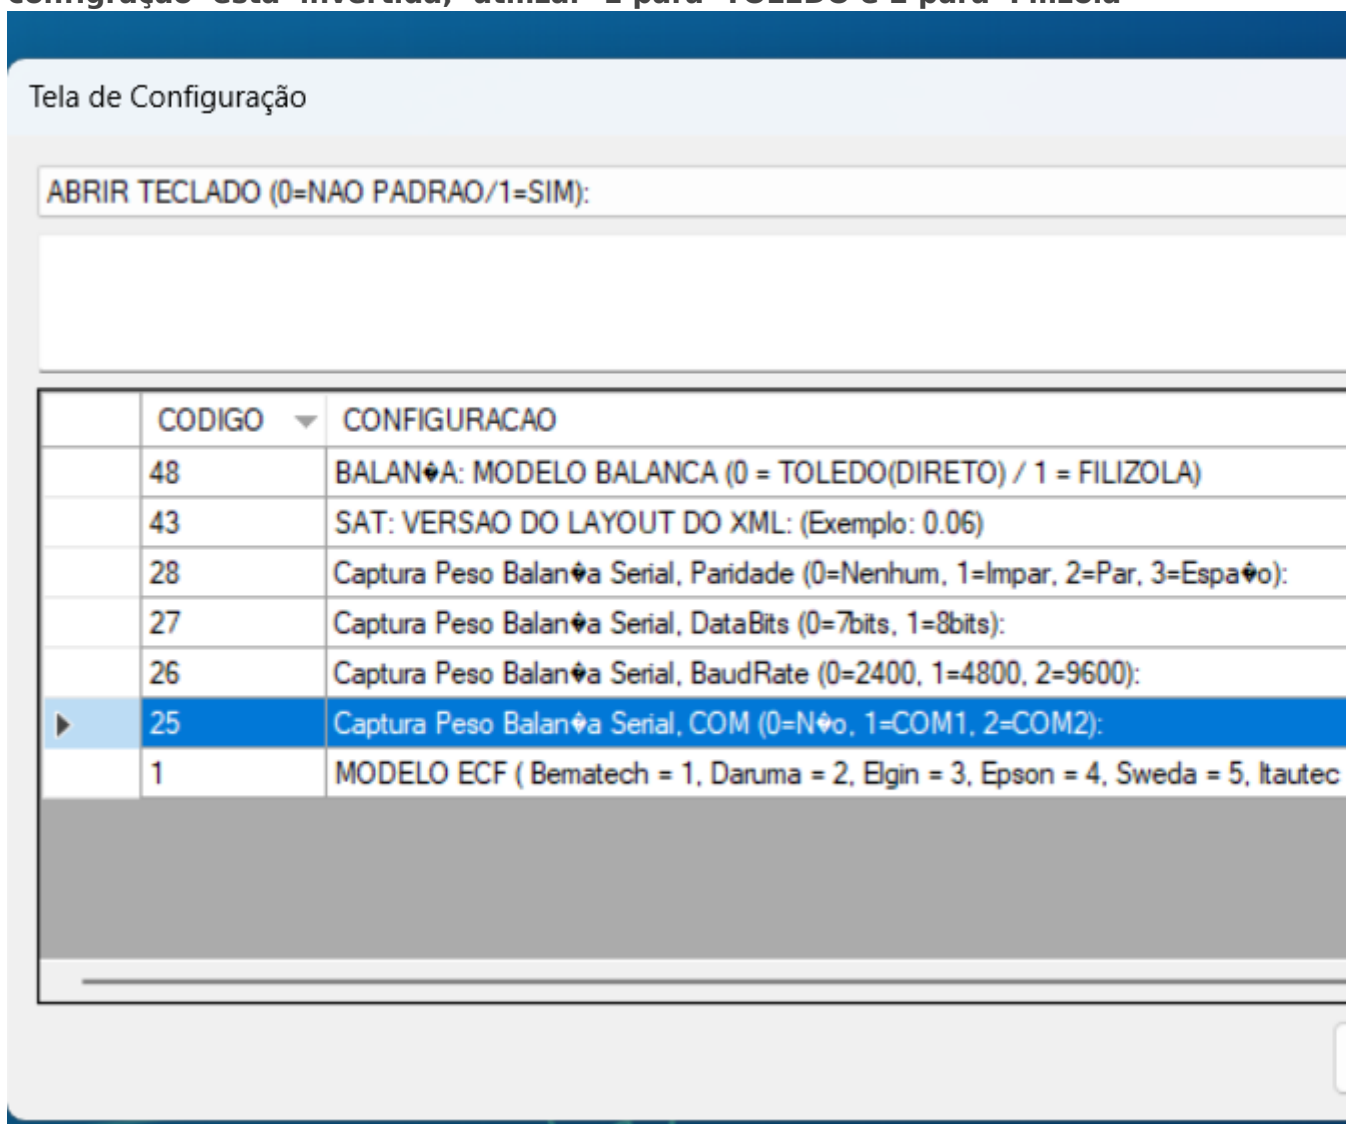 TOLEDO
Tela de Configuração
ABRIR TECLADO (0=NAO PADRAO/1=SIM):
CODIGO CONFIGURACAO
48 BALAN�A: MODELO BALANCA (0 = TOLEDO(DIRETO) / 1 = FILIZOLA)
43 SAT: VERSAO DO LAYOUT DO XML: (Exemplo: 0.06)
28 Captura Peso Balan�a Serial, Paridade (0=Nenhum, 1=Impar, 2=Par, 3=Espa�o):
27 Captura Peso Balan�a Serial, DataBits (0=7bits, 1=8bits):
26 Captura Peso Balan�a Serial, BaudRate (0=2400, 1=4800, 2=9600):
25 Captura Peso Balan�a Serial, COM (0=N�o, 1=COM1, 2=COM2):
1 MODELO ECF ( Bematech = 1, Daruma = 2, Elgin = 3, Epson = 4, Sweda = 5, Itautec